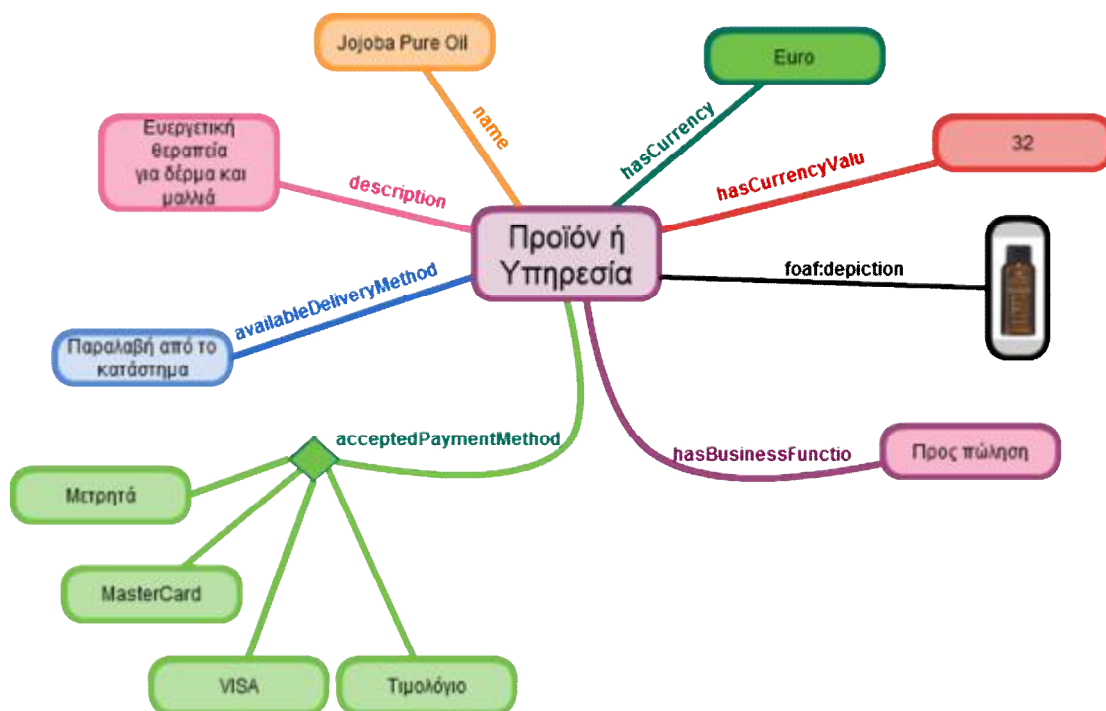 Jojoba Pure Oil
Euro
name
hasCurrency
Ευεργετική
θεραπεία
για δέρμα και
μαλλιά
32
hasCurrencyValu
description
Προϊόν ή
Υπηρεσία
foaf:depiction
availableDeliveryMethod
Παραλαβή από το
κατάστημα
acceptedPaymentMethod
hasBusinessFunctio
Προς πώληση
Μετρητά
MasterCard
VISA
Τιμολόγιο